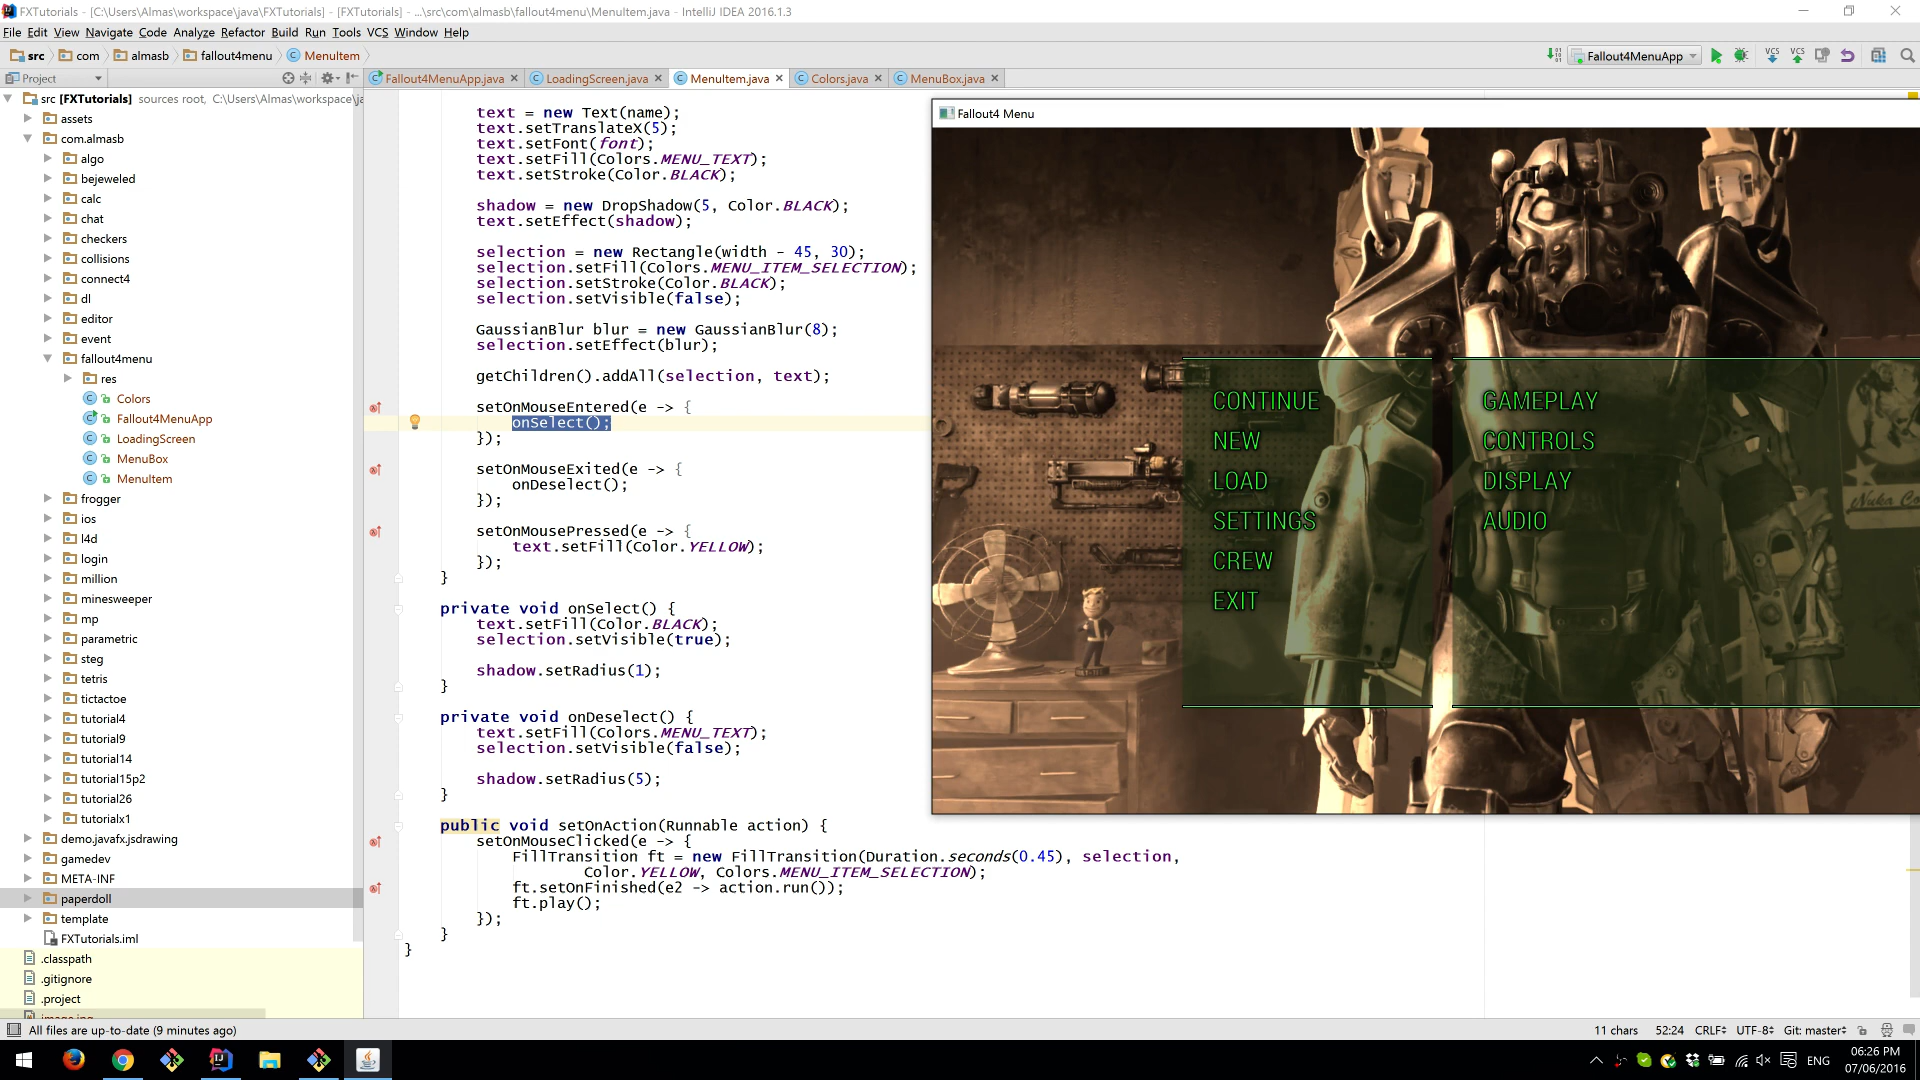 FXTutorials - [C:\Users\Almas\workspace\java\FXTutorials] - [FXTutorials] - ...\src\com\almasb\fallout4menu\MenuItem.java - IntelliJ IDEA 2016.1.3
File Edit View Navigate Code Analyze Refactor Build Run Tools VCS Window Help
src com almasb fallout4menu MenuItem
Fallout4MenuApp
Project
Fallout4MenuApp.java LoadingScreen.java MenuItem.java Colors.java MenuBox.java
src [FXTutorials] sources root, C:\Users\Almas\workspace\ja
assets
com.almasb
algo
bejeweled
calc
chat
checkers
collisions
connect4
dl
editor
event
fallout4menu
res
Colors
Fallout4MenuApp
LoadingScreen
MenuBox
MenuItem
frogger
ios
l4d
login
million
minesweeper
mp
parametric
steg
tetris
tictactoe
tutorial4
tutorial9
tutorial14
tutorial15p2
tutorial26
tutorialx1
demo.javafx.jsdrawing
gamedev
META-INF
paperdoll
template
FXTutorials.iml
.classpath
.gitignore
.project
text = new Text(name);
text.setTranslateX(5);
text.setFont(font);
text.setFill(Colors.MENU_TEXT);
text.setStroke(Color.BLACK);
shadow = new DropShadow(5, Color.BLACK);
text.setEffect(shadow);
selection = new Rectangle(width - 45, 30);
selection.setFill(Colors.MENU_ITEM_SELECTION);
selection.setStroke(Color.BLACK);
selection.setVisible(false);
GaussianBlur blur = new GaussianBlur(8);
selection.setEffect(blur);
getChildren().addAll(selection, text);
setOnMouseEntered(e -> {
onSelect();
});
setOnMouseExited(e -> {
onDeselect();
});
setOnMousePressed(e -> {
text.setFill(Color.YELLOW);
});
}
private void onSelect() {
text.setFill(Color.BLACK);
selection.setVisible(true);
shadow.setRadius(1);
}
private void onDeselect() {
text.setFill(Colors.MENU_TEXT);
selection.setVisible(false);
shadow.setRadius(5);
}
public void setOnAction(Runnable action) {
setOnMouseClicked(e -> {
FillTransition ft = new FillTransition(Duration.seconds(0.45), selection,
Color.YELLOW, Colors.MENU_ITEM_SELECTION);
ft.setOnFinished(e2 -> action.run());
ft.play();
});
}
}
Fallout4 Menu
CONTINUE
NEW
LOAD
SETTINGS
CREW
EXIT
GAMEPLAY
CONTROLS
DISPLAY
AUDIO
Nuka Co
All files are up-to-date (9 minutes ago)
11 chars 52:24 CRLF UTF-8 Git: master
ENG
06:26 PM
07/06/2016